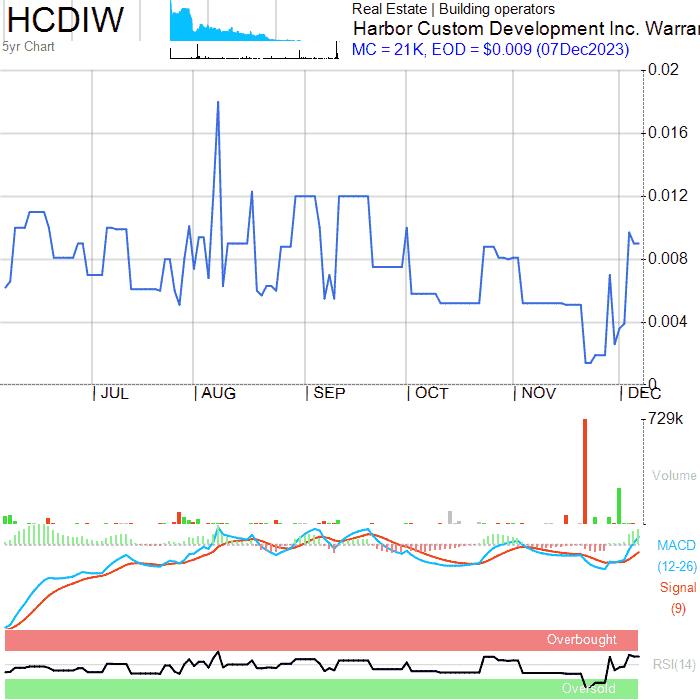 HCDIW
5yr Chart
Real Estate | Building operators
Harbor Custom Development Inc. Warrar
MC = 21K, EOD = $0.009 (07Dec2023)
0.02
0.016
0.012
0.008
0.004
0
JUL AUG SEP OCT NOV DEC
729k
Volume
MACD
(12-26)
Signal
(9)
Overbought
RSI(14)
Oversold